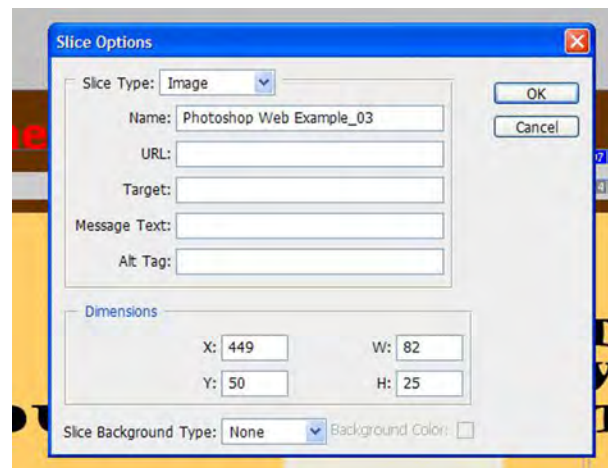 Slice Options
Slice Type: Image
OK
Name: Photoshop Web Example_03
Cancel
URL:
Target:
Message Text:
Alt Tag:
Dimensions
X: 449 W: 82
Y: 50 H: 25
Slice Background Type: None Background Color: